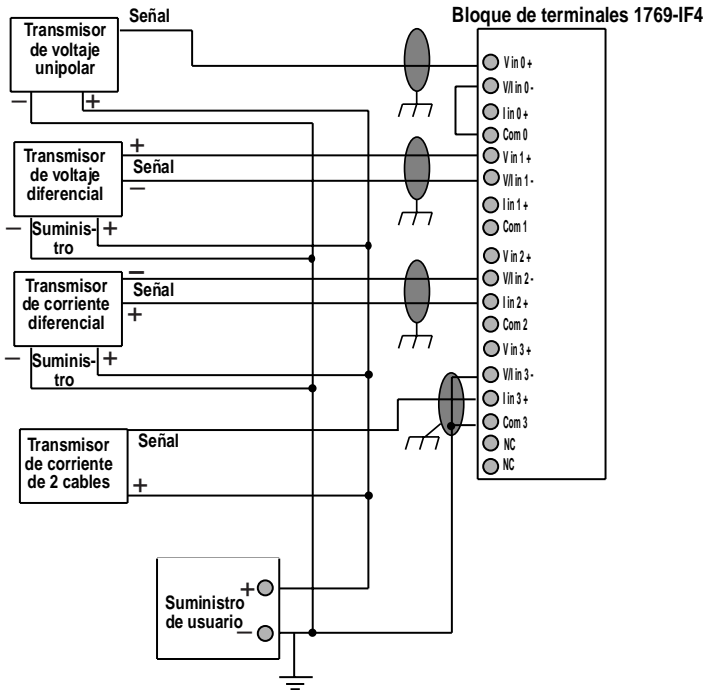 Bloque de terminales 1769-IF4
Transmisor
de voltaje
unipolar
Señal
− +
Transmisor
de voltaje
diferencial
+
Señal
−
− Suminis- +
tro
Transmisor
de corriente
diferencial
−
Señal
+
− Suminis- +
tro
Transmisor
de corriente
de 2 cables
Señal
+
Suministro
de usuario
+
−
V in 0 +
V/I in 0 -
I in 0 +
Com 0
V in 1 +
V/I in 1 -
I in 1 +
Com 1
V in 2 +
V/I in 2 -
I in 2 +
Com 2
V in 3 +
V/I in 3 -
I in 3 +
Com 3
NC
NC